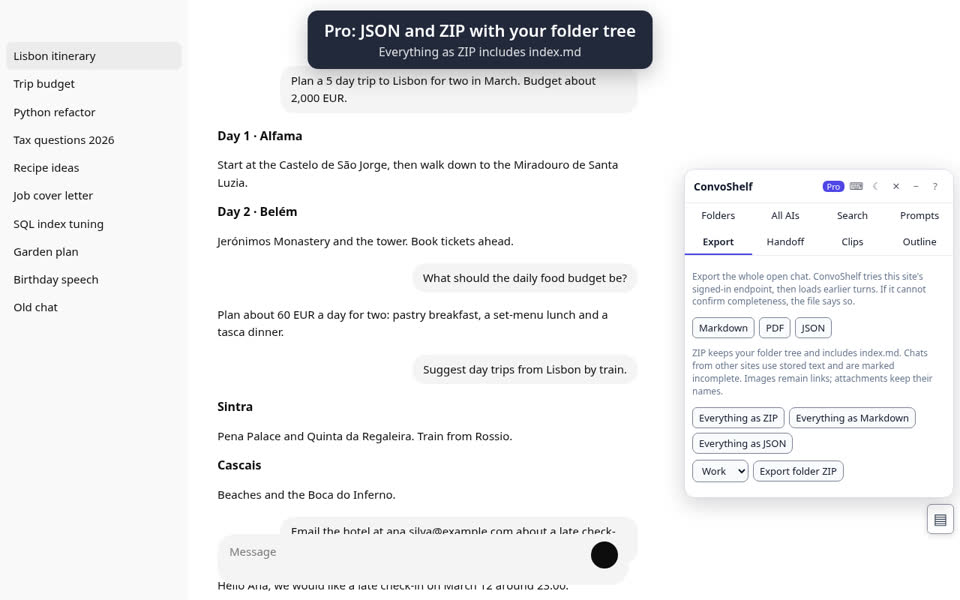 Pro: JSON and ZIP with your folder tree
Everything as ZIP includes index.md
Lisbon itinerary
Trip budget
Python refactor
Tax questions 2026
Recipe ideas
Job cover letter
SQL index tuning
Garden plan
Birthday speech
Old chat
Plan a 5 day trip to Lisbon for two in March. Budget about
2,000 EUR.
Day 1 · Alfama
Start at the Castelo de São Jorge, then walk down to the Miradouro de Santa
Luzia.
Day 2 · Belém
Jerónimos Monastery and the tower. Book tickets ahead.
What should the daily food budget be?
Plan about 60 EUR a day for two: pastry breakfast, a set-menu lunch and a
tasca dinner.
Suggest day trips from Lisbon by train.
Sintra
Pena Palace and Quinta da Regaleira. Train from Rossio.
Cascais
Beaches and the Boca do Inferno.
Email the hotel at ana.silva@example.com about a late check-
Message
Hello Ana, we would like a late check-in on March 12 around 23:00.
ConvoShelf
Pro
Folders All AIs Search Prompts
Export Handoff Clips Outline
Export the whole open chat. ConvoShelf tries this site's
signed-in endpoint, then loads earlier turns. If it cannot
confirm completeness, the file says so.
Markdown PDF JSON
ZIP keeps your folder tree and includes index.md. Chats
from other sites use stored text and are marked
incomplete. Images remain links; attachments keep their
names.
Everything as ZIP Everything as Markdown
Everything as JSON
Work Export folder ZIP